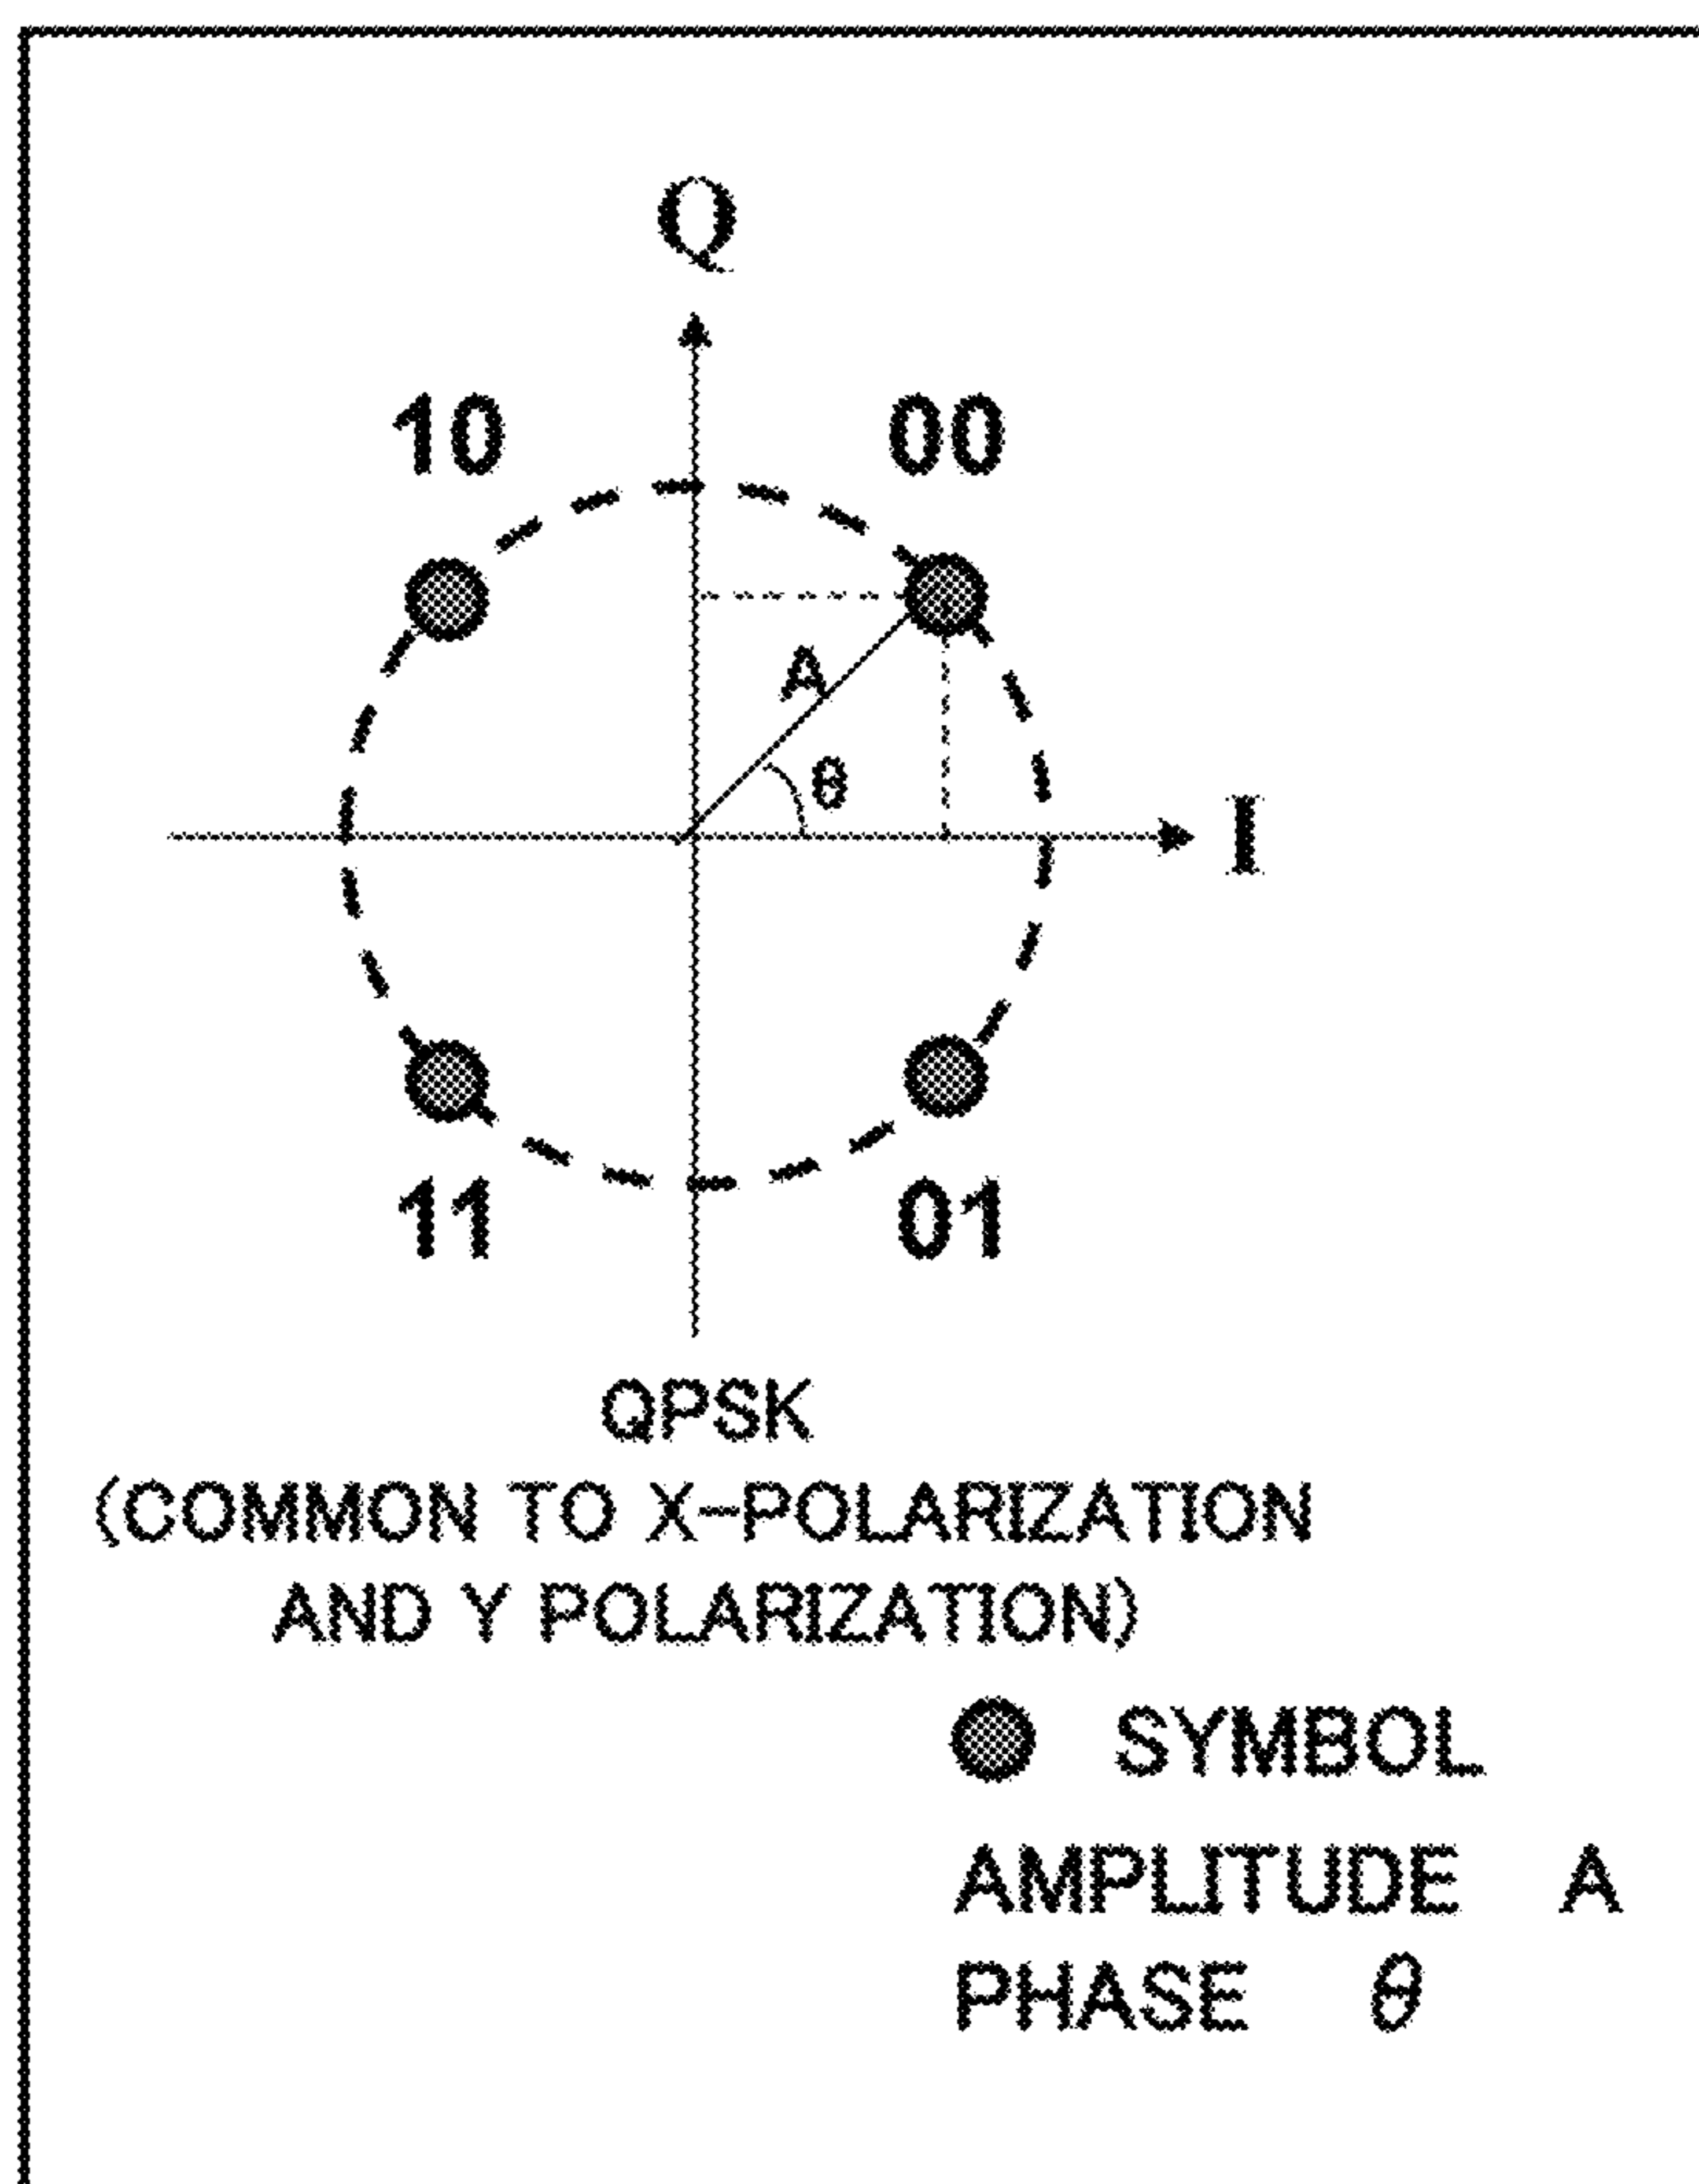 Q
10 00
A
θ
I
11 01
QPSK
(COMMON TO X-POLARIZATION
AND Y POLARIZATION)
SYMBOL
AMPLITUDE A
PHASE θ